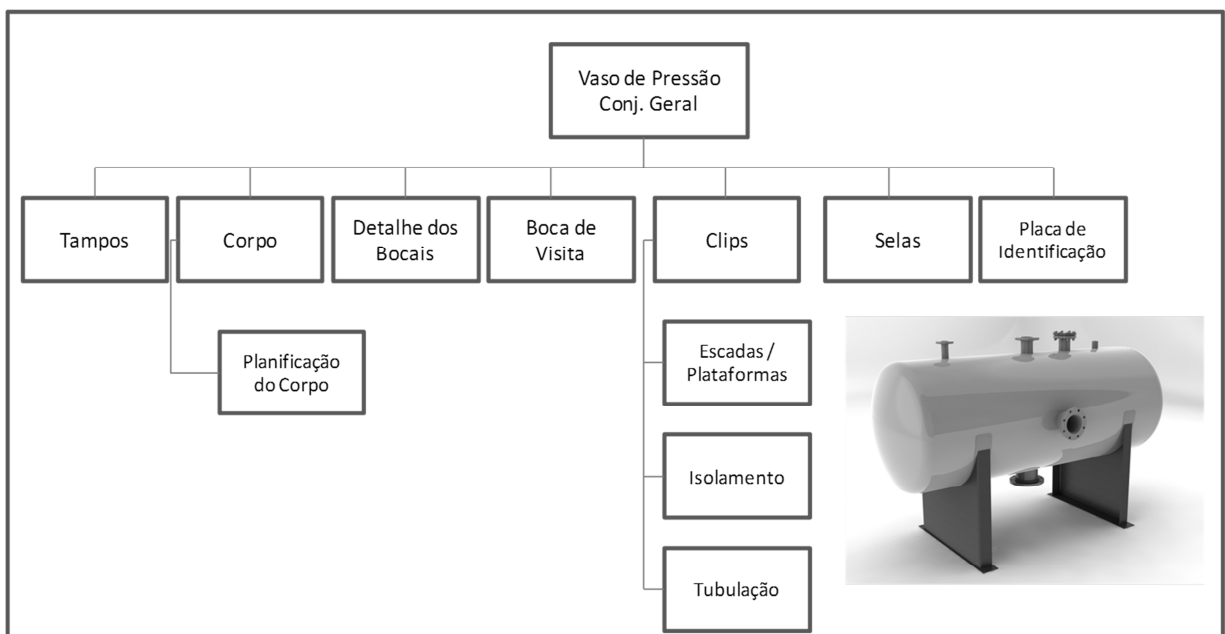 Vaso de Pressão
Conj. Geral
Tampos
Corpo
Detalhe dos
Bocais
Boca de
Visita
Clips
Selas
Placa de
Identificação
Planificação
do Corpo
Escadas /
Plataformas
Isolamento
Tubulação